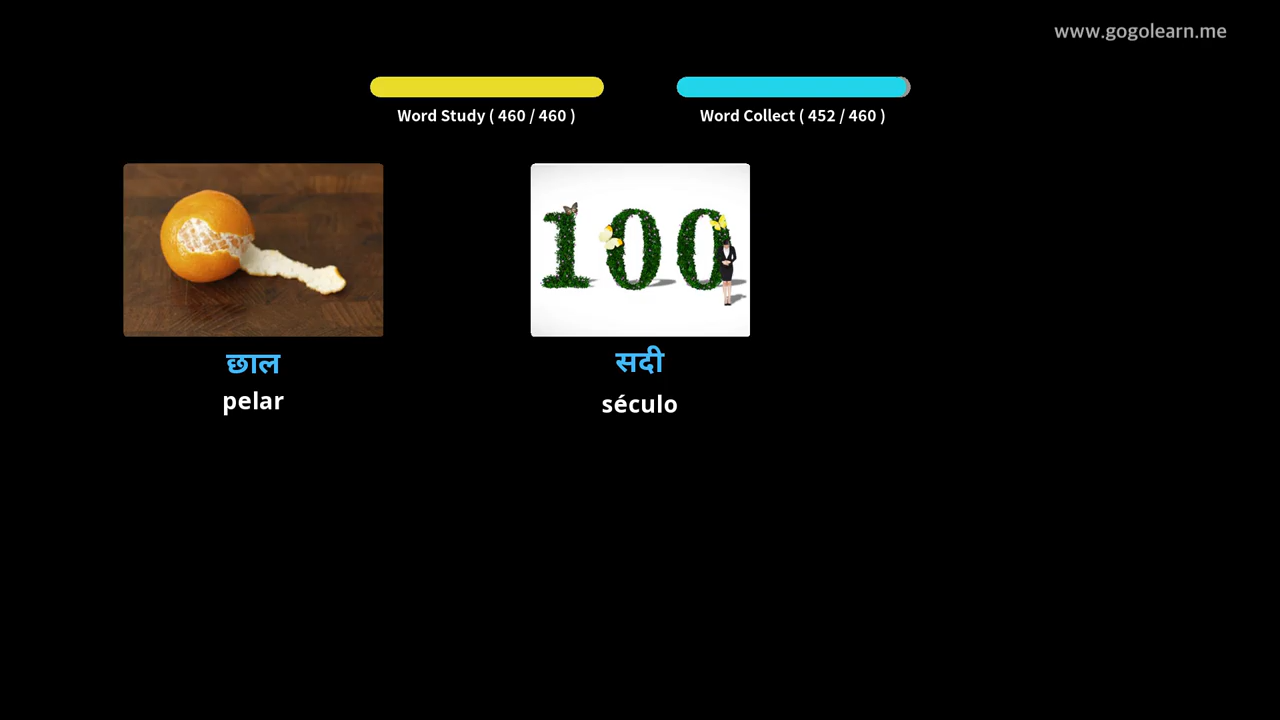 www.gogolearn.me
Word Study ( 460 / 460 )
Word Collect ( 452 / 460 )
100
छाल
pelar
सदी
século